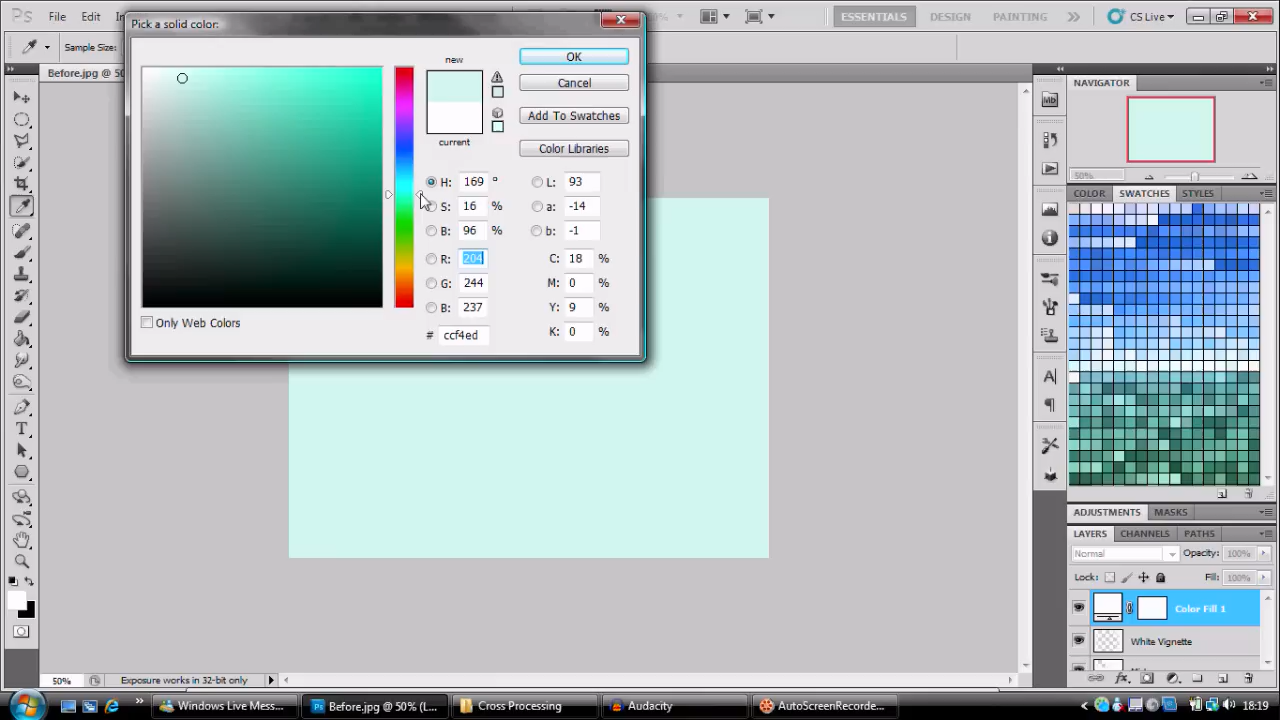 Ps File Edit
Pick a solid color:
ESSENTIALS DESIGN PAINTING CS Live
Sample Size:
Before.jpg @ 50
new
current
OK
Cancel
Add To Swatches
Color Libraries
H: 169 °
S: 16 %
B: 96 %
R: 204
G: 244
B: 237
# ccf4ed
L: 93
a: -14
b: -1
C: 18 %
M: 0 %
Y: 9 %
K: 0 %
Only Web Colors
NAVIGATOR
50%
COLOR SWATCHES STYLES
ADJUSTMENTS MASKS
LAYERS CHANNELS PATHS
Normal Opacity: 100%
Lock: Fill: 100%
Color Fill 1
White Vignette
50% Exposure works in 32-bit only
Windows Live Mess...
Before.jpg @ 50% (L...
Cross Processing
Audacity
AutoScreenRecorde...
18:19